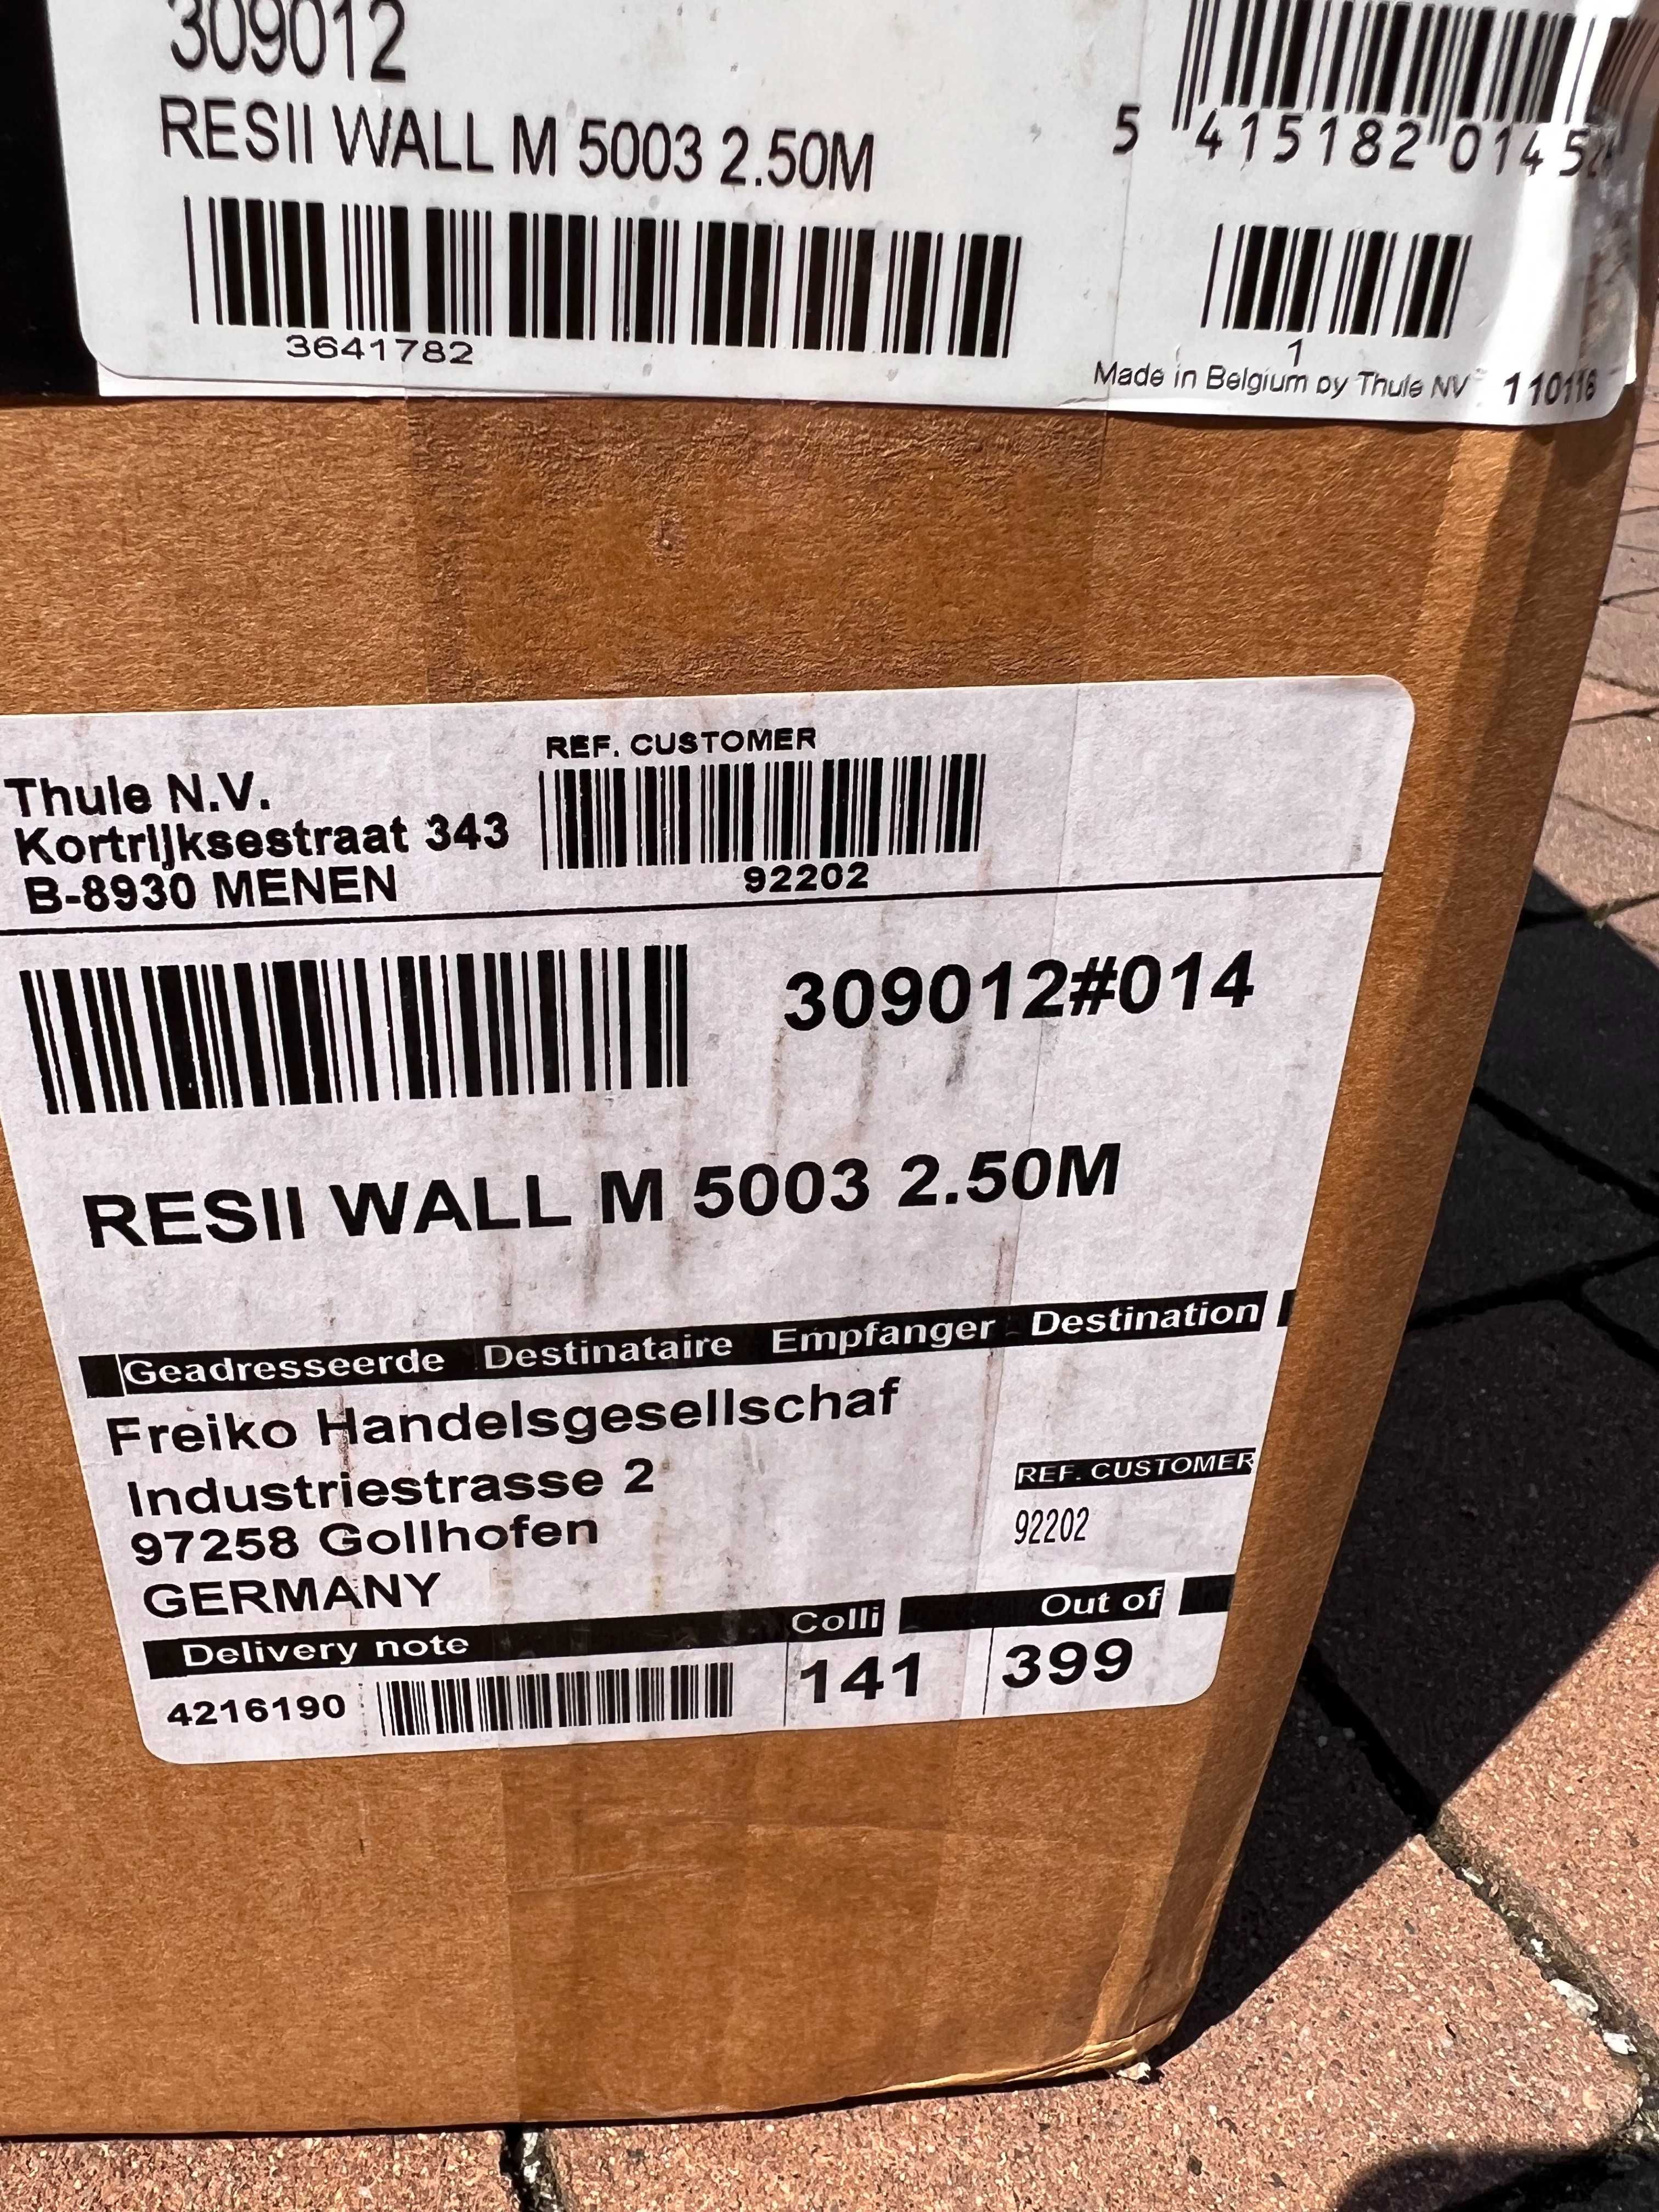 309012
RESII WALL M 5003 2.50M
5 415182 0145
3641782
1
Made in Belgium by Thule NV 110116
Thule N.V.
Kortrijksestraat 343
B-8930 MENEN
REF. CUSTOMER
92202
309012#014
RESII WALL M 5003 2.50M
Geadresseerde Destinataire Empfanger Destination
Freiko Handelsgesellschaf
Industriestrasse 2
97258 Gollhofen
GERMANY
REF. CUSTOMER
92202
Delivery note Colli Out of
4216190 141 399